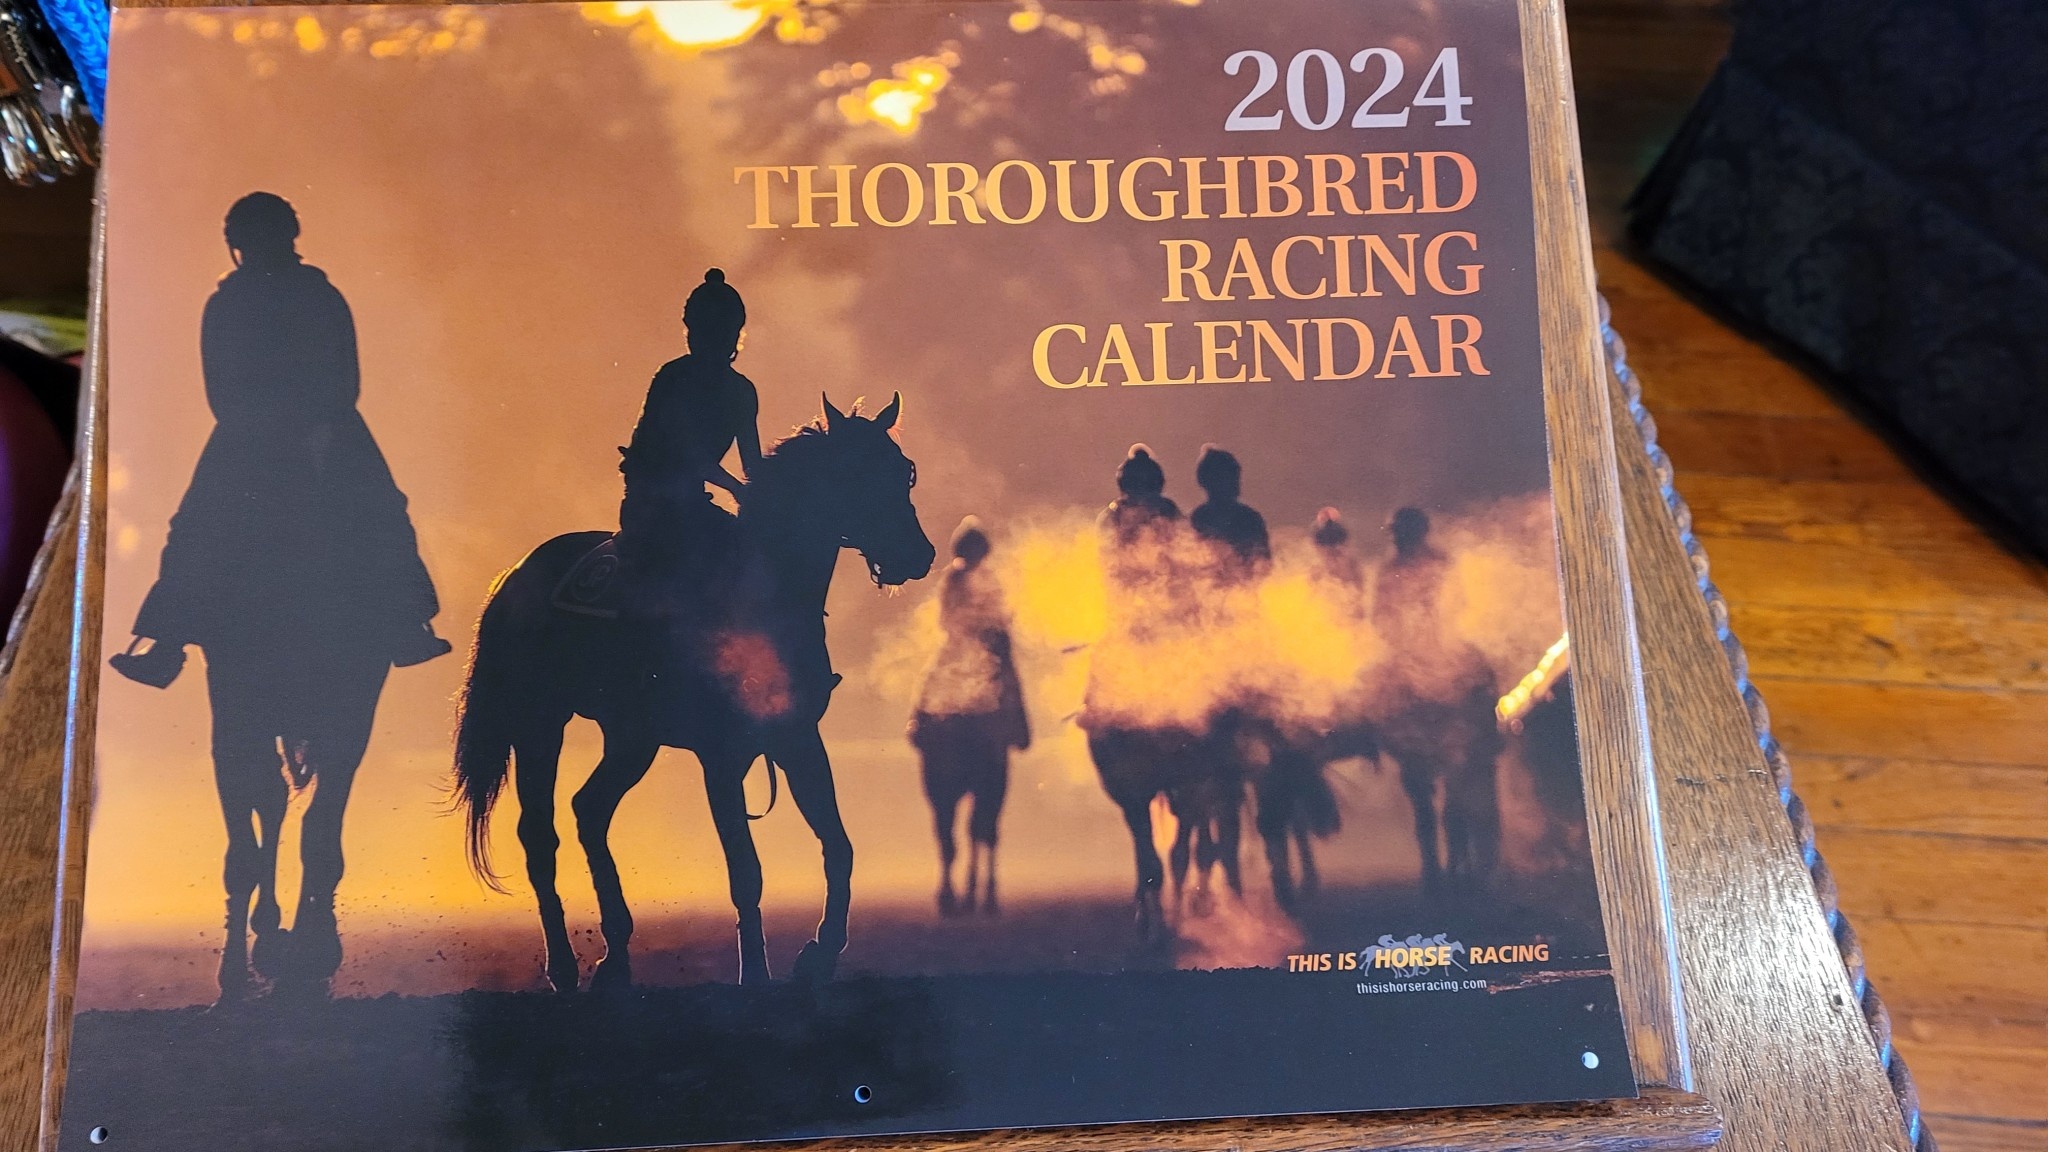 2024
THOROUGHBRED
RACING
CALENDAR
THIS IS HORSE RACING
thisishorseracing.com